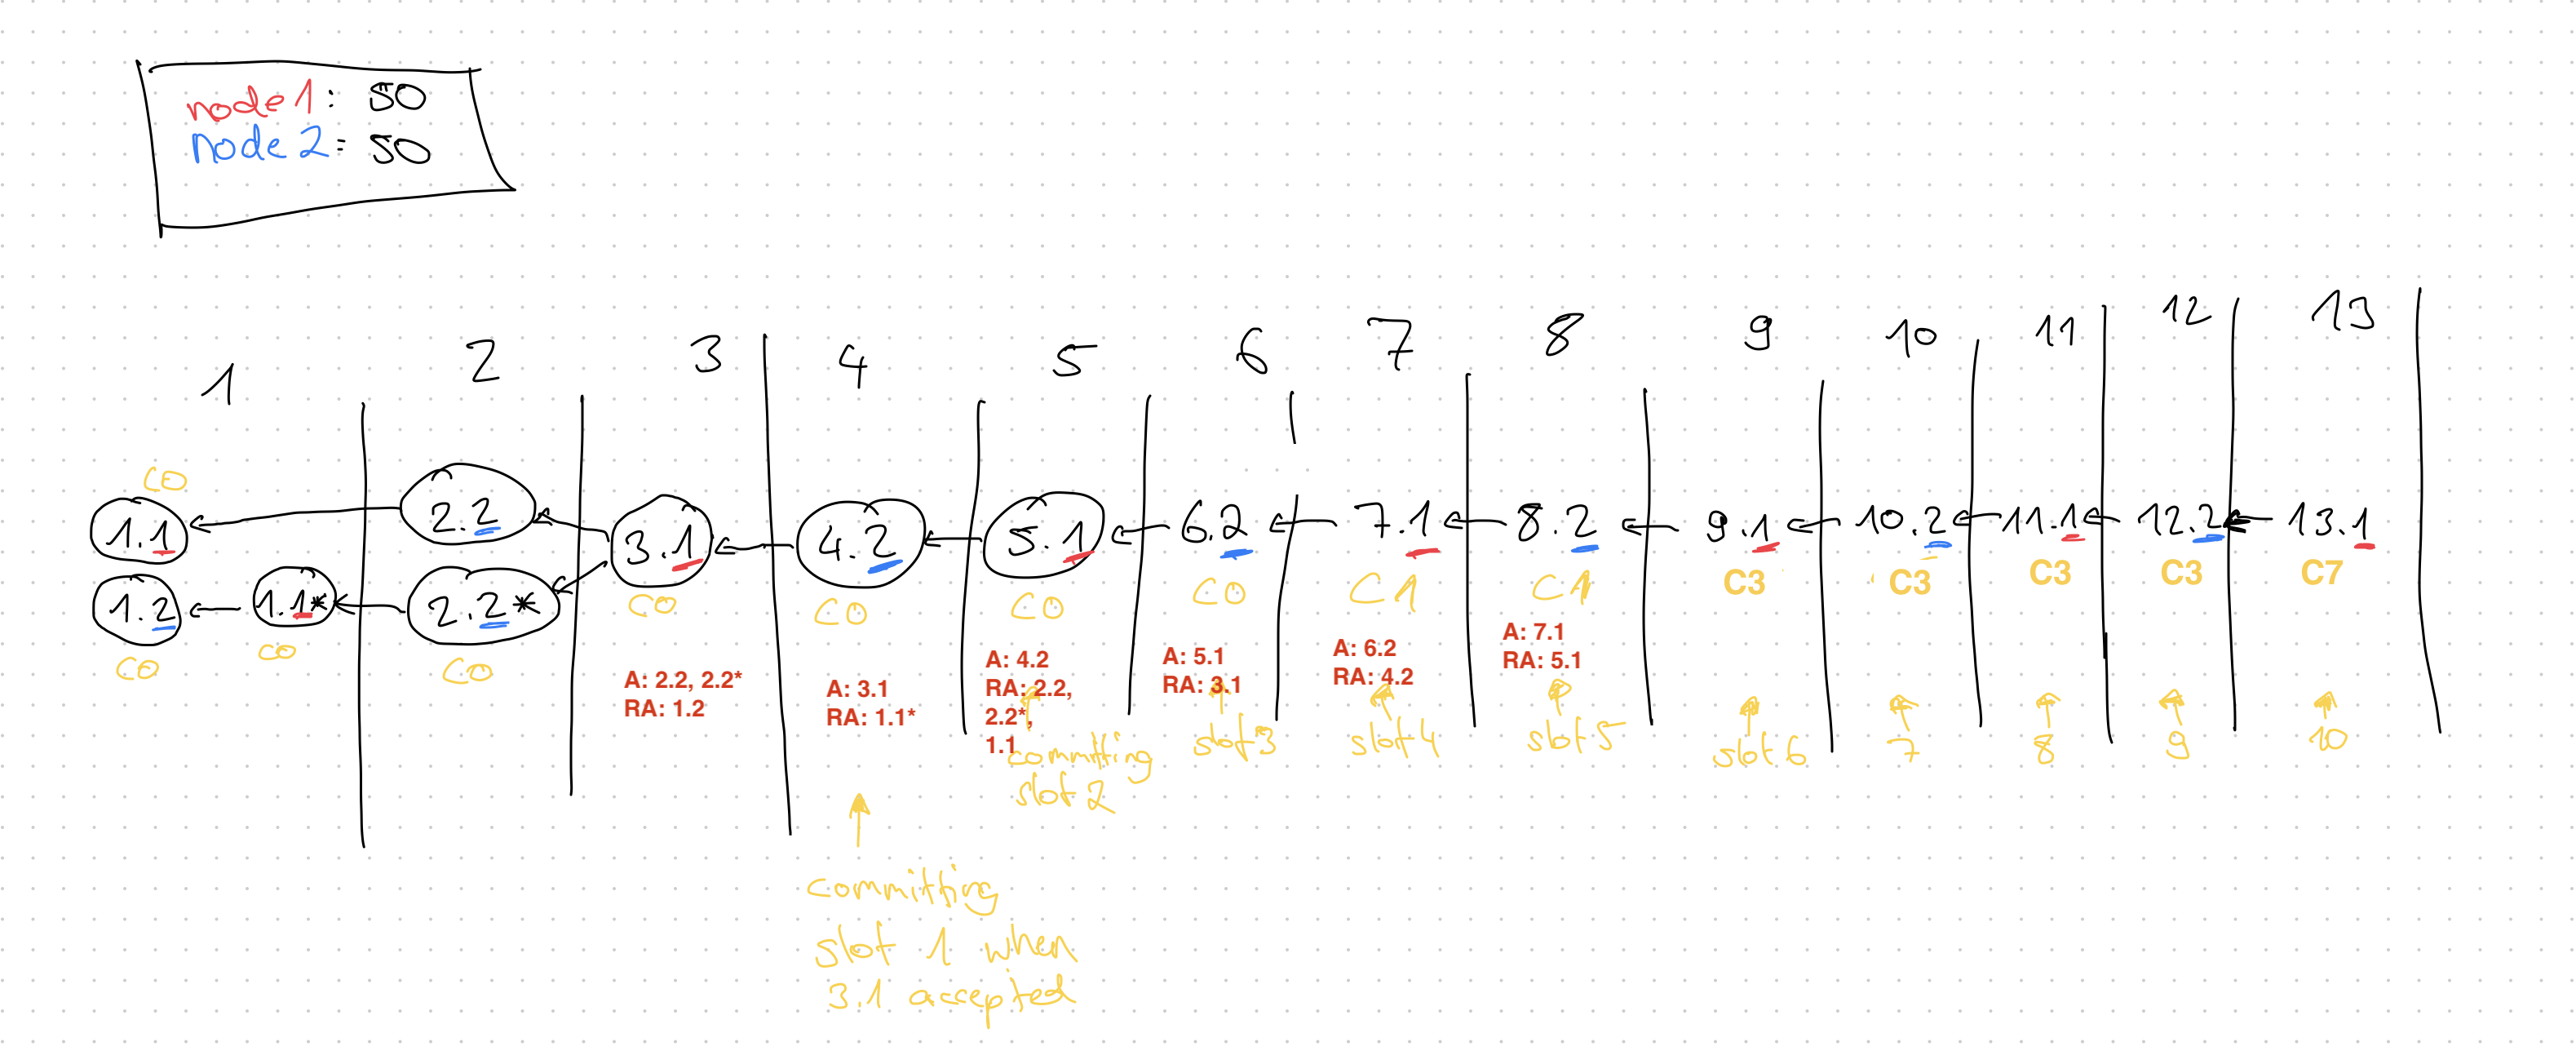 node1: 50
node2: 50
1 2 3 4 5 6 7 8 9 10 11 12 13
C0
1.1 2.2 3.1 4.2 5.1 6.2 7.1 8.2 9.1 10.2 11.1 12.2 13.1
1.2 1.1* 2.2*
C0 C0 C0 C0 C0 C0 C0 C1 C1 C3 C3 C3 C3 C7
A: 2.2, 2.2*
RA: 1.2
A: 3.1
RA: 1.1*
A: 4.2
RA: 2.2,
2.2*,
1.1
A: 5.1
RA: 3.1
A: 6.2
RA: 4.2
A: 7.1
RA: 5.1
committing
slot 1 when
3.1 accepted
committing
slot 2
slot 3
slot 4
slot 5
slot 6
7
8
9
10